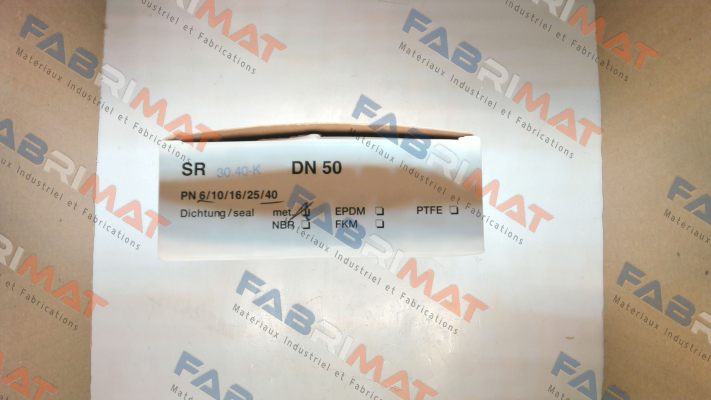 SR 30.40-K DN 50
PN 6/10/16/25/40
Dichtung/seal met. ☐ EPDM ☐ PTFE ☐
NBR ☐ FKM ☐
FABRIMAT
Materiaux Industriel et Fabrications